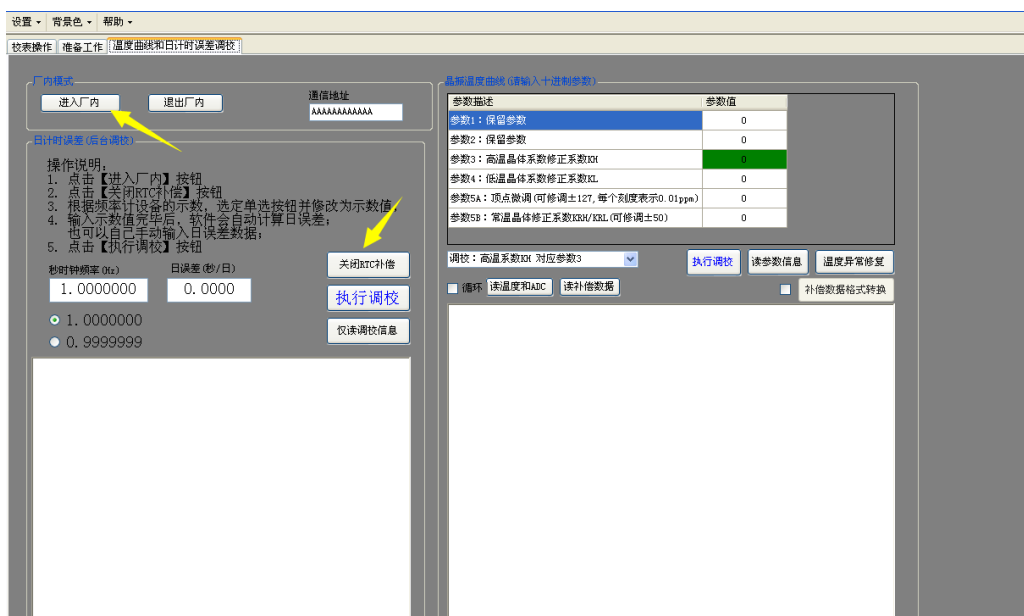 设置 背景色 帮助
校表操作 准备工作 温度曲线和日计时误差调校
厂内模式
进入厂内 退出厂内
通信地址
AAAAAAAAAAAA
日计时误差(后台调校)
操作说明:
1. 点击【进入厂内】按钮
2. 点击【关闭RTC补偿】按钮
3. 根据频率计设备的示数, 选定单选按钮并修改为示数值;
4. 输入示数值完毕后, 软件会自动计算日误差;
也可以自己手动输入日误差数据;
5. 点击【执行调校】按钮
秒时钟频率(Hz) 日误差(秒/日)
1.0000000 0.0000
1.0000000
0.9999999
关闭RTC补偿
执行调校
仅读调校信息
晶振温度曲线(请输入十进制参数)
参数描述 参数值
参数1:保留参数 0
参数2:保留参数 0
参数3:高温晶体系数修正系数KH 0
参数4:低温晶体系数修正系数KL 0
参数5A:顶点微调(可修调±127,每个刻度表示0.01ppm) 0
参数5B:常温晶体修正系数KRH/KRL(可修调±50) 0
调校:高温系数KH 对应参数3 执行调校 读参数信息 温度异常修复
循环 读温度和ADC 读补偿数据 补偿数据格式转换